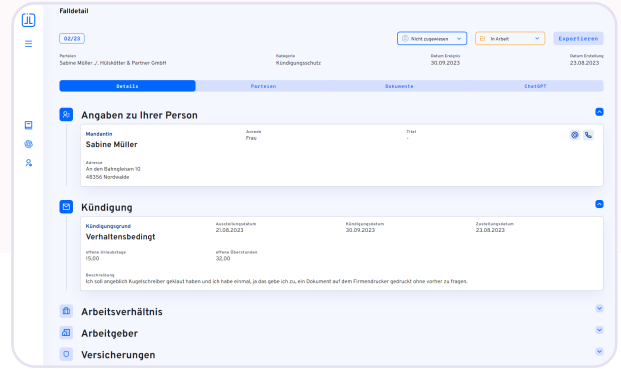 JL
Falldetail
02/23
Nicht zugewiesen
In Arbeit
Exportieren
Parteien
Kategorie
Datum Ereignis
Datum Erstellung
Sabine Müller ./. Hülskötter & Partner GmbH
Kündigungsschutz
30.09.2023
23.08.2023
Details
Parteien
Dokumente
ChatGPT
Angaben zu Ihrer Person
Mandantin
Anrede
Titel
Sabine Müller
Frau
-
Adresse
An den Bahngleisen 10
48356 Nordwalde
Kündigung
Kündigungsgrund
Ausstellungsdatum
Kündigungsdatum
Zustellungsdatum
Verhaltensbedingt
21.08.2023
30.09.2023
23.08.2023
offene Urlaubstage
offene Überstunden
15,00
32,00
Beschreibung
Ich soll angeblich Kugelschreiber geklaut haben und ich habe einmal, ja das gebe ich zu, ein Dokument auf dem Firmendrucker gedruckt ohne vorher zu fragen.
Arbeitsverhältnis
Arbeitgeber
Versicherungen